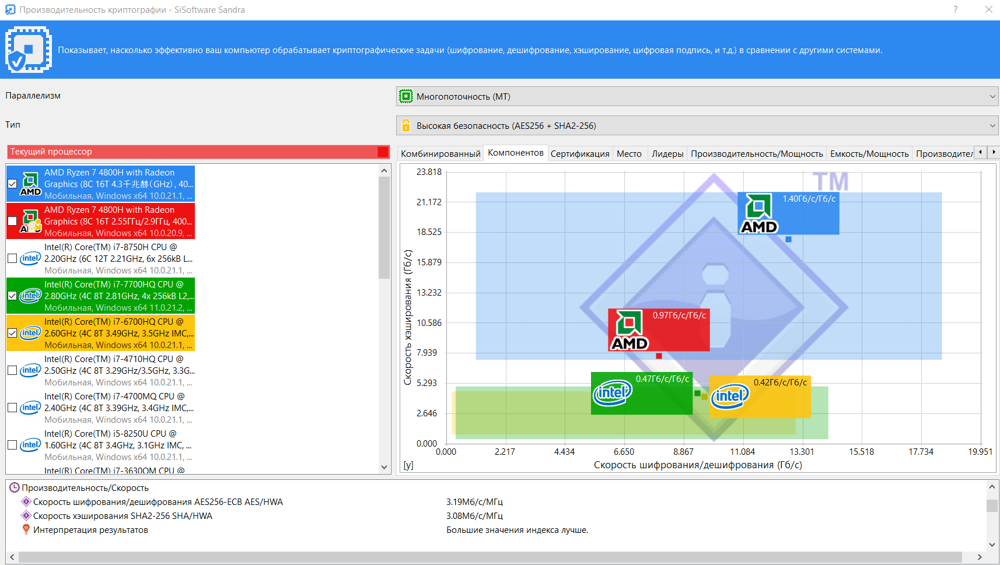 Производительность криптографии - SiSoftware Sandra
Показывает, насколько эффективно ваш компьютер обрабатывает криптографические задачи (шифрование, дешифрование, хэширование, цифровая подпись, и т.д.) в сравнении с другими системами.
Параллелизм
Многопоточность (МТ)
Тип
Высокая безопасность (AES256 + SHA2-256)
Текущий процессор
AMD
AMD Ryzen 7 4800H with Radeon
Graphics (8C 16T 4.3千兆赫(GHz), 40...
Мобильная, Windows x64 10.0.21.1, ...
AMD Ryzen 7 4800H with Radeon
Graphics (8C 16T 2.55ГГц/2.9ГГц, 400...
Мобильная, Windows x64 10.0.20.9, ...
intel
Intel(R) Core(TM) i7-8750H CPU @
2.20GHz (6C 12T 2.21GHz, 6x 256kB L...
Мобильная, Windows x64 10.0.21.1, ...
intel
Intel(R) Core(TM) i7-7700HQ CPU @
2.80GHz (4C 8T 2.81GHz, 4x 256kB L2,...
Мобильная, Windows x64 11.0.21.2, ...
intel
Intel(R) Core(TM) i7-6700HQ CPU @
2.60GHz (4C 8T 3.49GHz, 3.5GHz IMC,...
Мобильная, Windows x64 10.0.21.1, ...
intel
Intel(R) Core(TM) i7-4710HQ CPU @
2.50GHz (4C 8T 3.29GHz/3.5GHz, 3.3G...
Мобильная, Windows x64 10.0.21.1, ...
intel
Intel(R) Core(TM) i7-4700MQ CPU @
2.40GHz (4C 8T 3.39GHz, 3.4GHz IMC,...
Мобильная, Windows x64 10.0.21.1, ...
intel
Intel(R) Core(TM) i5-8250U CPU @
1.60GHz (4C 8T 3.4GHz, 3.1GHz IMC, ...
Мобильная, Windows x64 10.0.21.1, ...
Intel(R) Core(TM) i7-3630QM CPU @
Комбинированный Компонентов Сертификация Место Лидеры Производительность/Мощность Емкость/Мощность Производител
Скорость хэширования (Гб/с)
23.818
21.172
18.525
15.879
13.232
10.586
7.939
5.293
2.646
0.000
TM
AMD 1.40Гб/с/Гб/с
AMD 0.97Гб/с/Гб/с
intel 0.47Гб/с/Гб/с
intel 0.42Гб/с/Гб/с
0.000 2.217 4.434 6.650 8.867 11.084 13.301 15.518 17.734 19.951
[y] Скорость шифрования/дешифрования (Гб/с)
Производительность/Скорость
Скорость шифрования/дешифрования AES256-ECB AES/HWA 3.19Мб/с/МГц
Скорость хэширования SHA2-256 SHA/HWA 3.08Мб/с/МГц
Интерпретация результатов Большие значения индекса лучше.